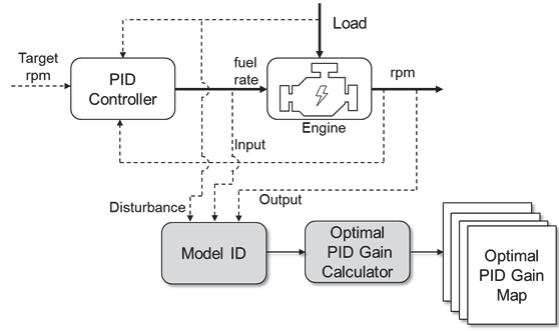 Load
Target
rpm
PID
Controller
fuel
rate
Engine
rpm
Input
Disturbance
Output
Model ID
Optimal
PID Gain
Calculator
Optimal
PID Gain
Map